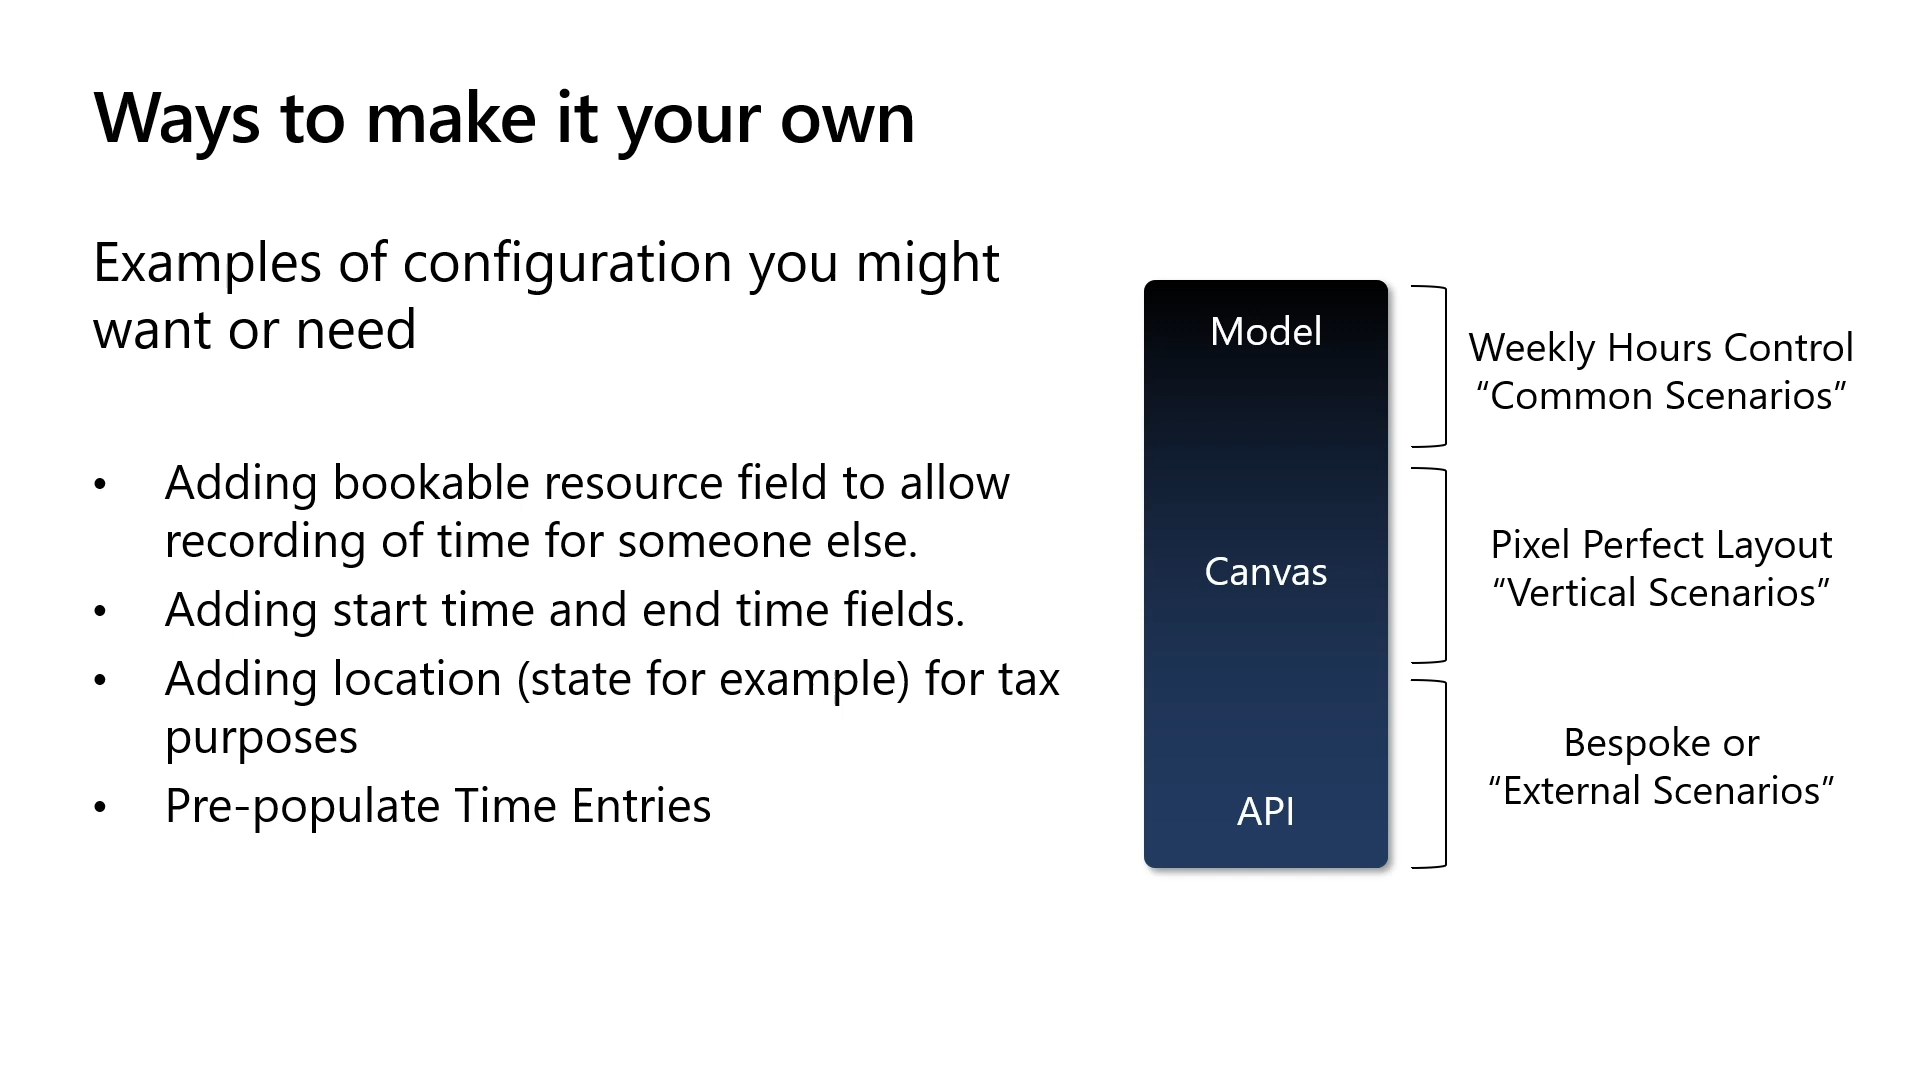 Ways to make it your own
Examples of configuration you might
want or need
• Adding bookable resource field to allow
recording of time for someone else.
• Adding start time and end time fields.
• Adding location (state for example) for tax
purposes
• Pre-populate Time Entries
Model
Canvas
API
Weekly Hours Control
“Common Scenarios”
Pixel Perfect Layout
“Vertical Scenarios”
Bespoke or
“External Scenarios”